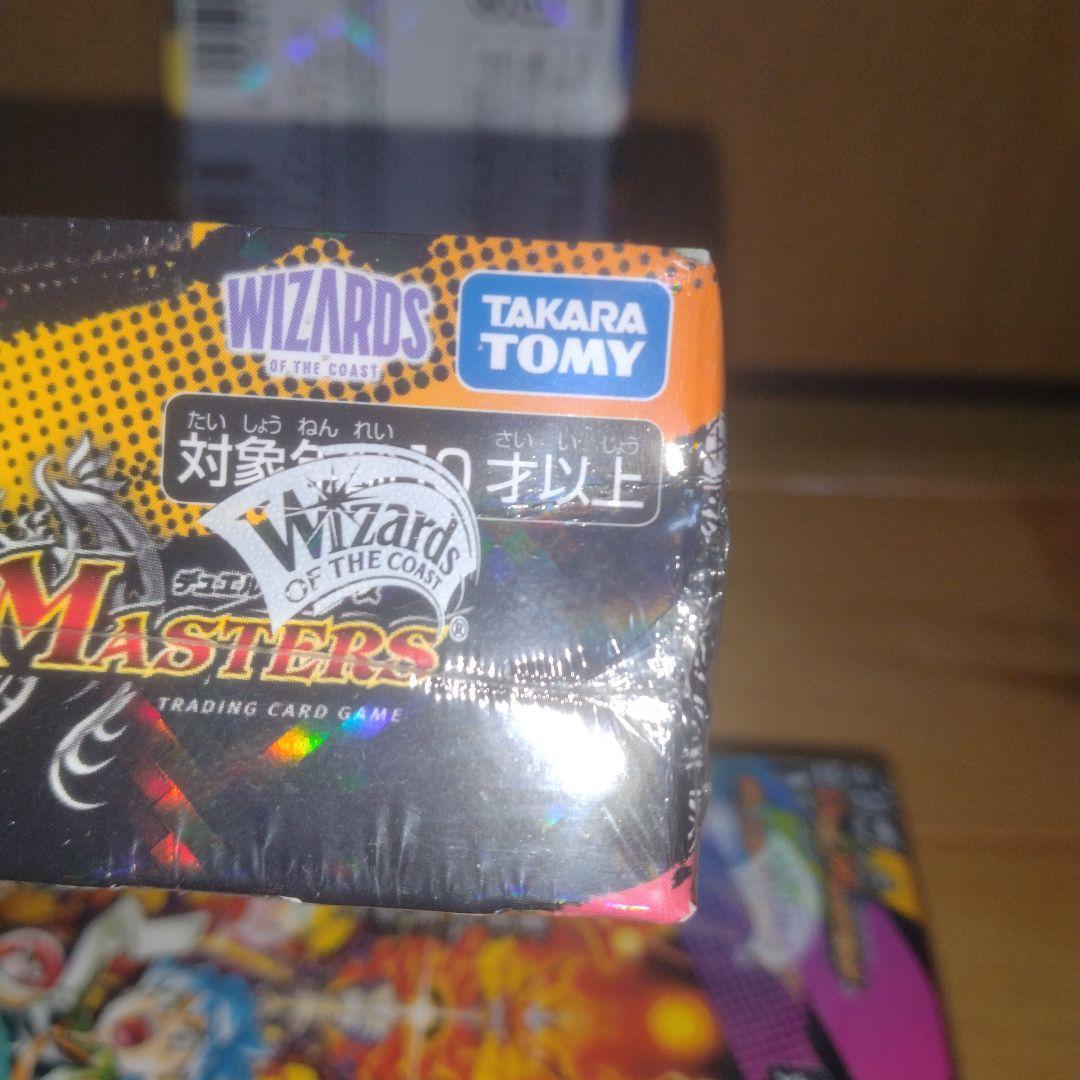 WIZARDS
OF THE COAST
TAKARA
TOMY
たい しょう ねん れい さい い じょう
対象 才以上
Wizards
OF THE COAST
MASTERS®
TRADING CARD GAME